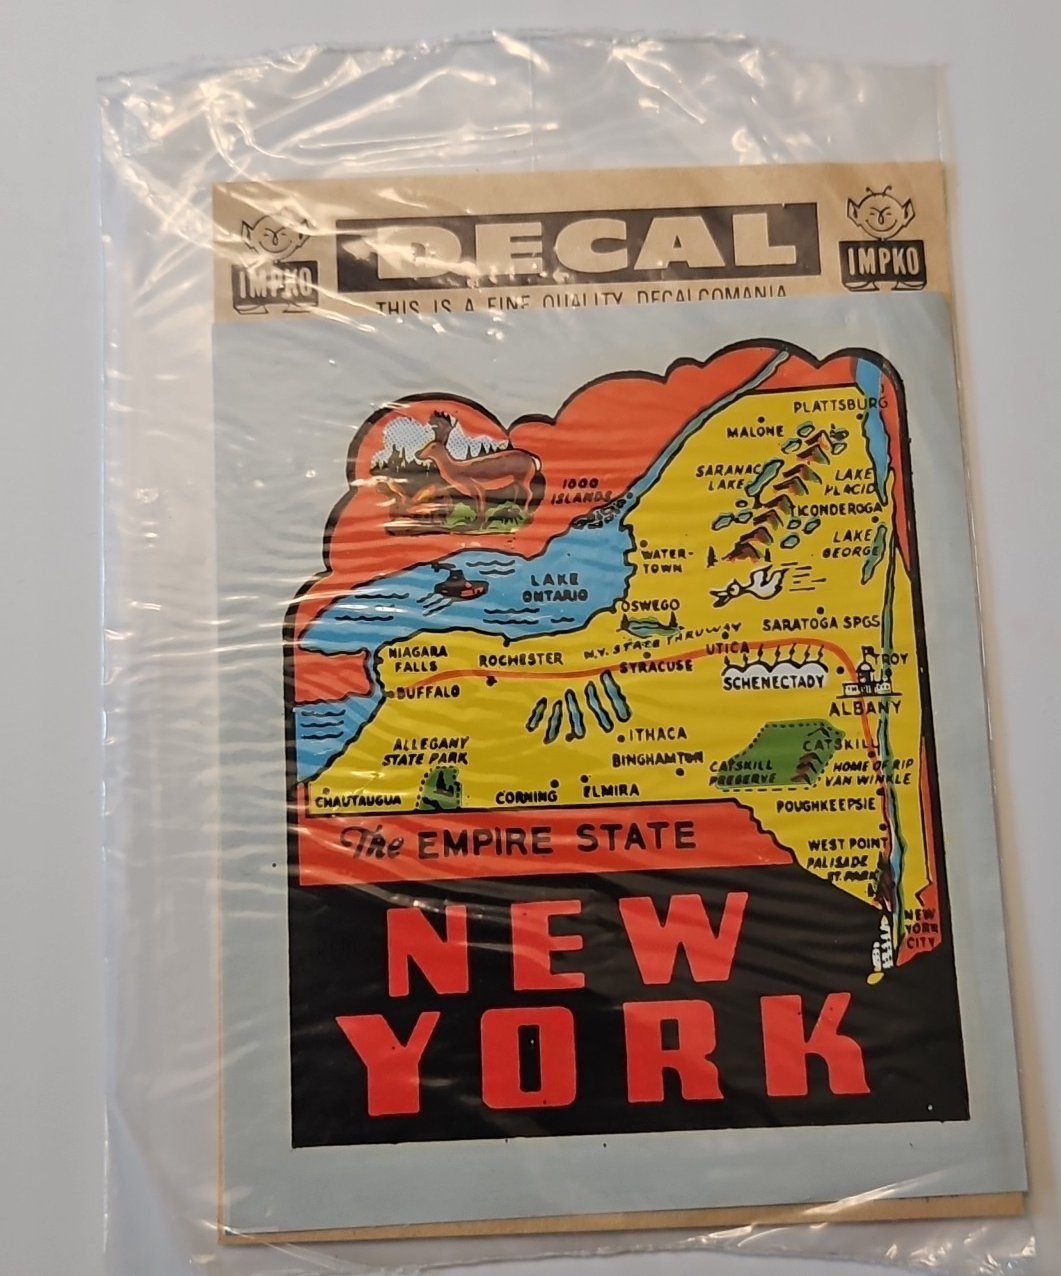 DECAL
IMPKO
IMPKO
THIS IS A FINE QUALITY DECALCOMANIA
PLATTSBURG
MALONE
SARANAC
LAKE
LAKE
PLACID
1000
ISLANDS
TICONDEROGA
LAKE
GEORGE
WATER-
TOWN
LAKE
ONTARIO
OSWEGO
SARATOGA SPGS
N.Y. STATE THRUWAY
UTICA
NIAGARA
FALLS
ROCHESTER
SYRACUSE
TROY
SCHENECTADY
BUFFALO
ALBANY
ITHACA
ALLEGANY
STATE PARK
CATSKILL
BINGHAMTON
CATSKILL
PRESERVE
HOME OF RIP
VAN WINKLE
CHAUTAUGUA
CORNING
ELMIRA
POUGHKEEPSIE
The EMPIRE STATE
WEST POINT
PALISADE
ST. PARK
NEW
YORK
CITY
NEW
YORK